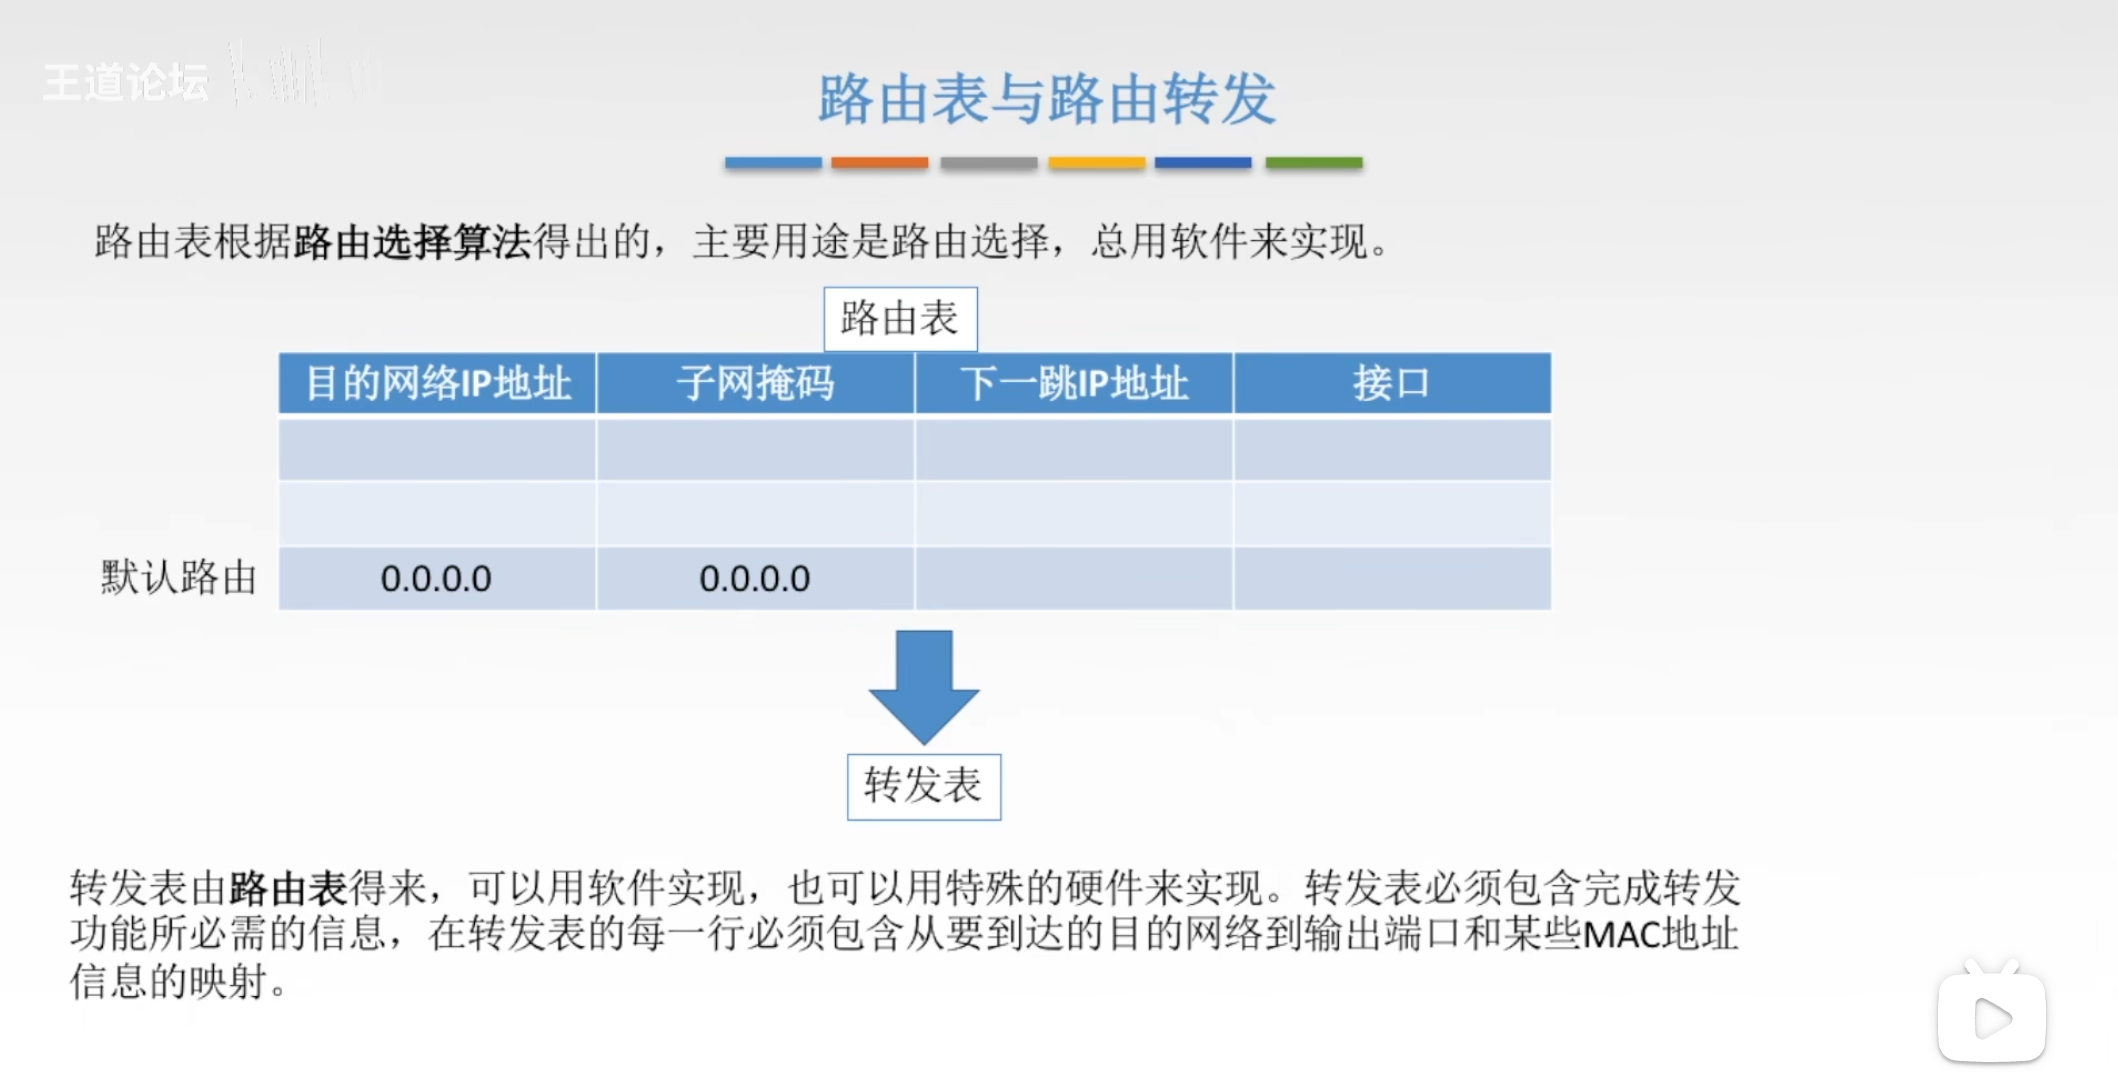 王道论坛
路由表与路由转发
路由表根据路由选择算法得出的，主要用途是路由选择，总用软件来实现。
路由表
目的网络IP地址 子网掩码 下一跳IP地址 接口
默认路由 0.0.0.0 0.0.0.0
转发表
转发表由路由表得来，可以用软件实现，也可以用特殊的硬件来实现。转发表必须包含完成转发
功能所必需的信息，在转发表的每一行必须包含从要到达的目的网络到输出端口和某些MAC地址
信息的映射。